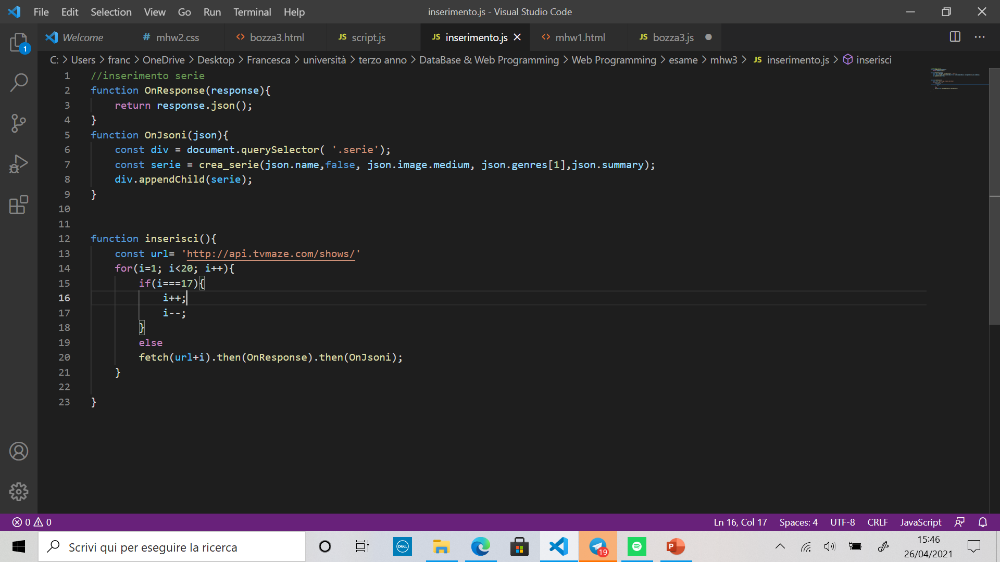 File Edit Selection View Go Run Terminal Help inserimento.js - Visual Studio Code
1
Welcome # mhw2.css <> bozza3.html JS script.js JS inserimento.js <> mhw1.html JS bozza3.js
C: > Users > franc > OneDrive > Desktop > Francesca > università > terzo anno > DataBase & Web Programming > Web Programming > esame > mhw3 > JS inserimento.js > inserisci
1 //inserimento serie
2 function OnResponse(response){
3 return response.json();
4 }
5 function OnJsoni(json){
6 const div = document.querySelector( '.serie');
7 const serie = crea_serie(json.name,false, json.image.medium, json.genres[1],json.summary);
8 div.appendChild(serie);
9 }
10
11
12 function inserisci(){
13 const url= 'http://api.tvmaze.com/shows/'
14 for(i=1; i<20; i++){
15 if(i===17){
16 i++;
17 i--;
18 }
19 else
20 fetch(url+i).then(OnResponse).then(OnJsoni);
21 }
22
23 }
0 0 Ln 16, Col 17 Spaces: 4 UTF-8 CRLF JavaScript
Scrivi qui per eseguire la ricerca DELL 19 P 15:46
26/04/2021